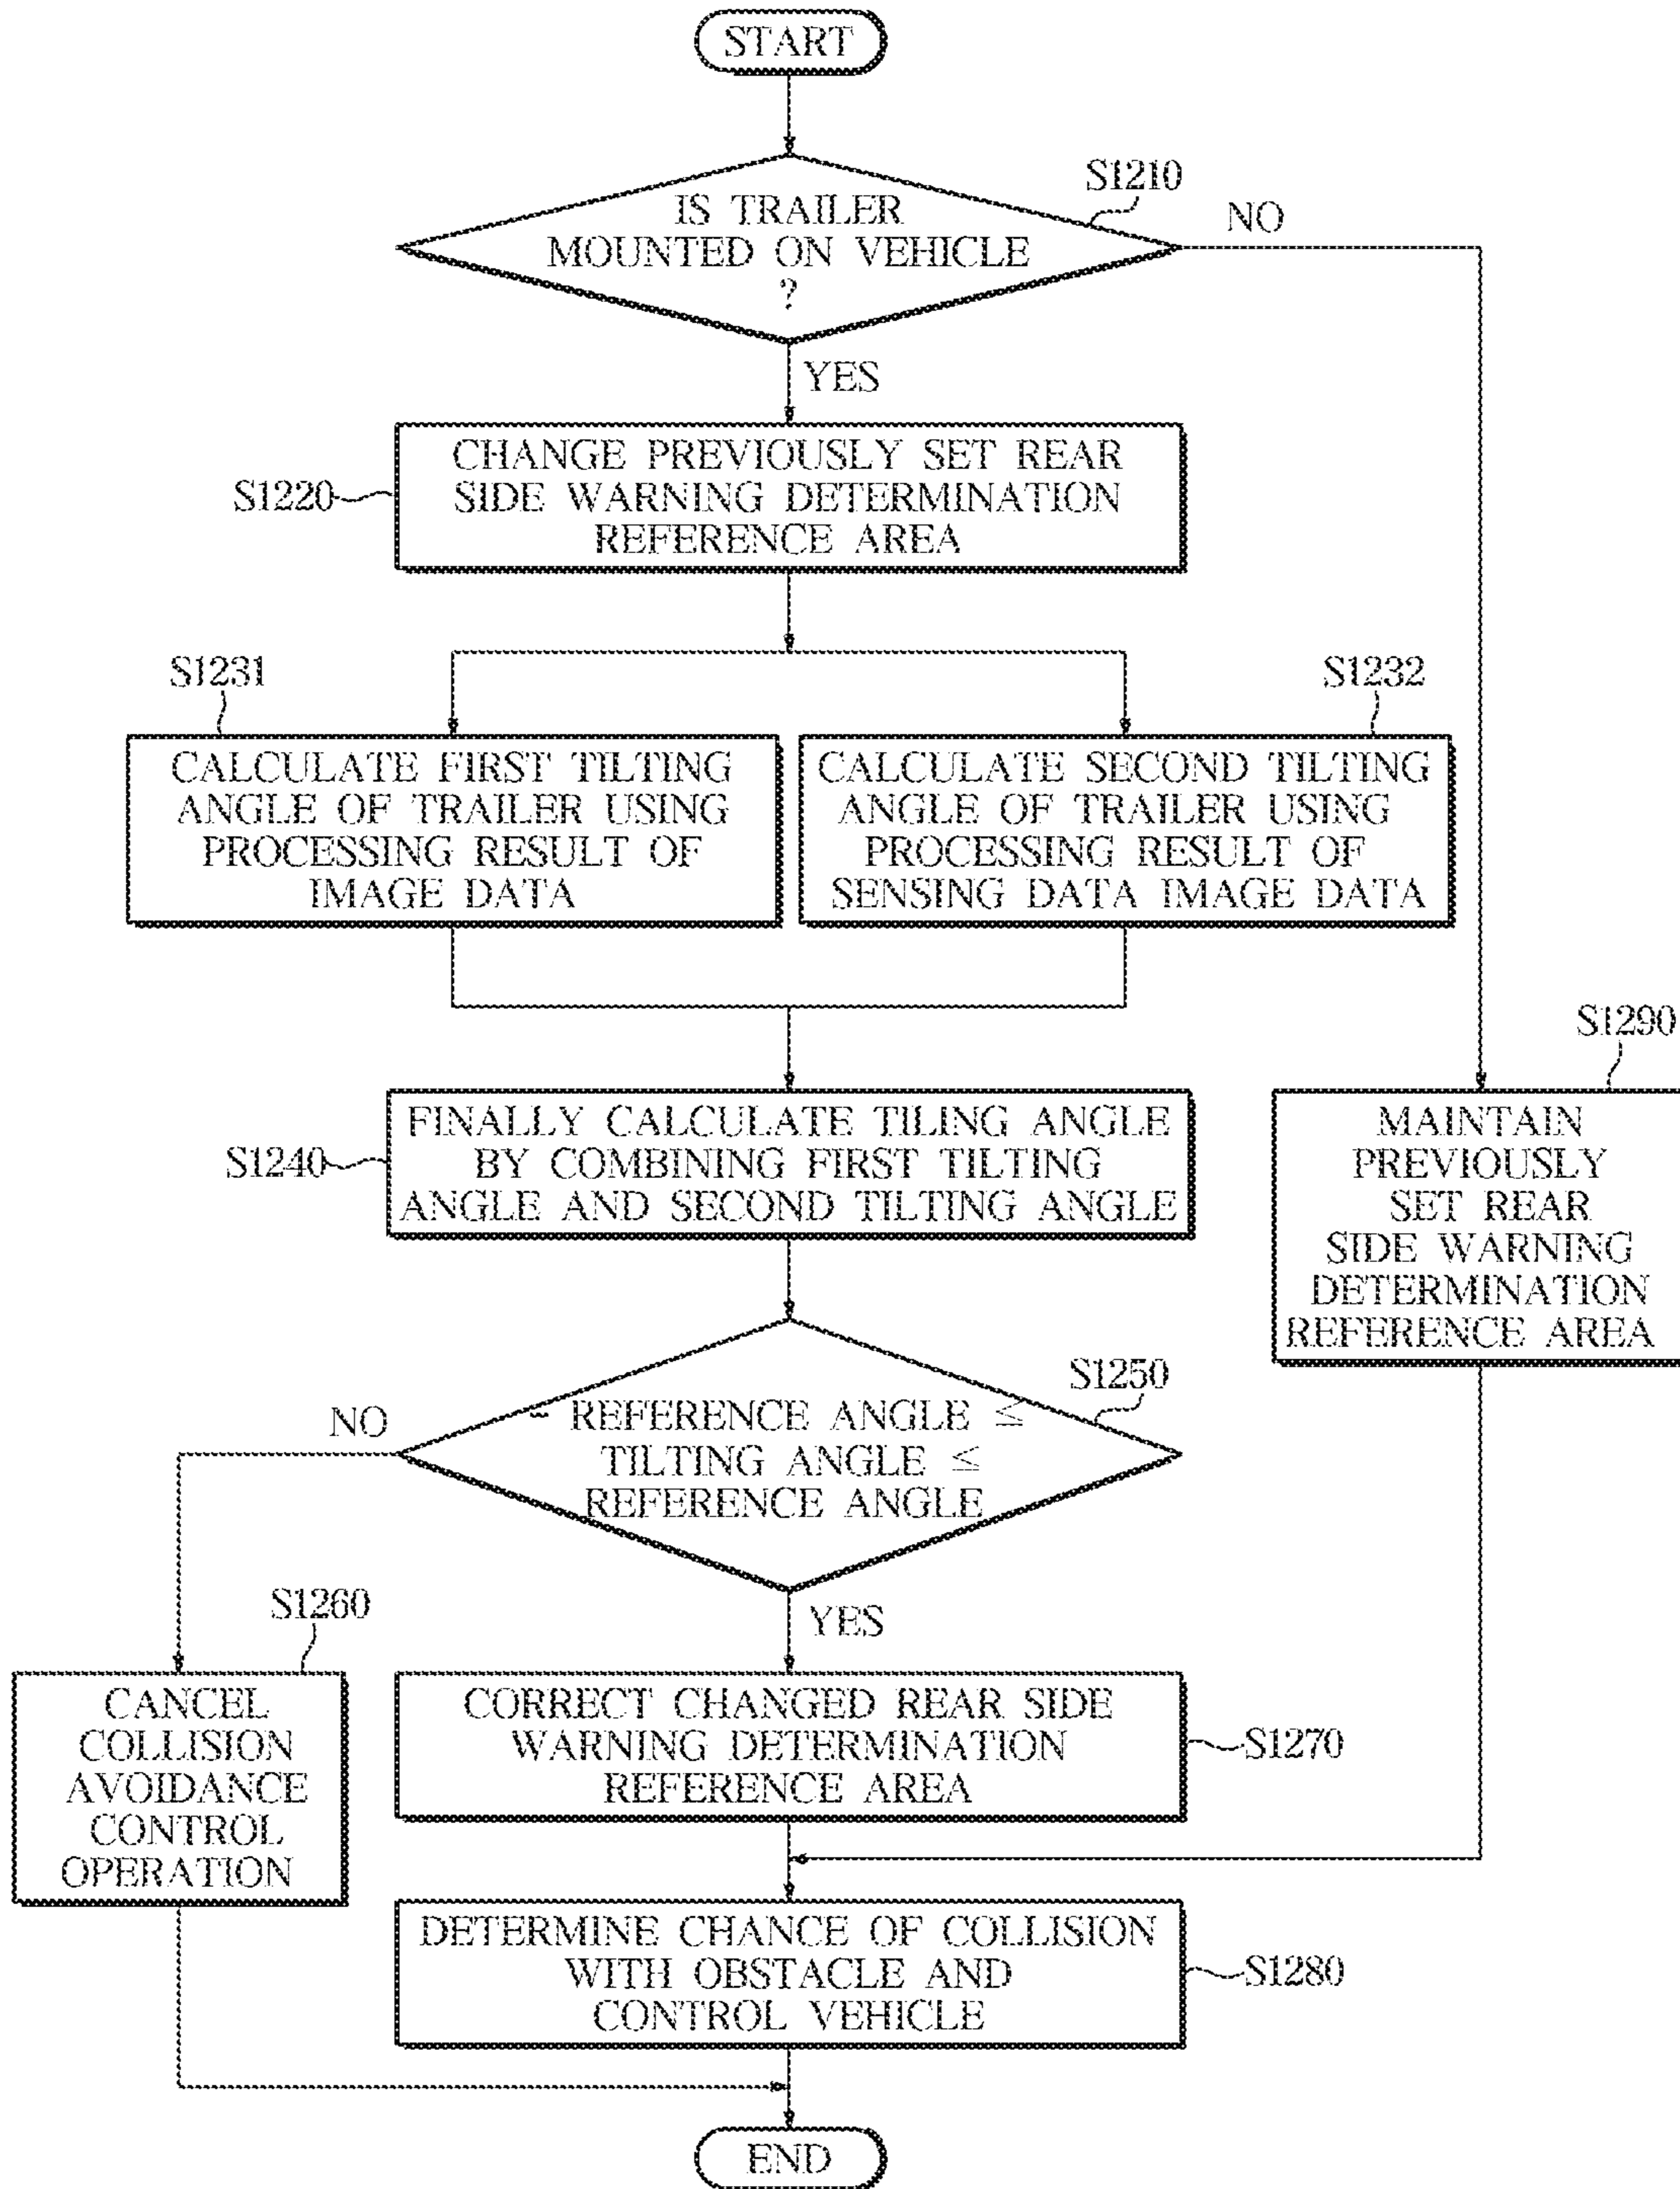 START
S1210
IS TRAILER
MOUNTED ON VEHICLE
?
NO
YES
S1220
CHANGE PREVIOUSLY SET REAR
SIDE WARNING DETERMINATION
REFERENCE AREA
S1231
CALCULATE FIRST TILTING
ANGLE OF TRAILER USING
PROCESSING RESULT OF
IMAGE DATA
S1232
CALCULATE SECOND TILTING
ANGLE OF TRAILER USING
PROCESSING RESULT OF
SENSING DATA IMAGE DATA
S1240
FINALLY CALCULATE TILING ANGLE
BY COMBINING FIRST TILTING
ANGLE AND SECOND TILTING ANGLE
S1290
MAINTAIN
PREVIOUSLY
SET REAR
SIDE WARNING
DETERMINATION
REFERENCE AREA
S1250
- REFERENCE ANGLE ≤
TILTING ANGLE ≤
REFERENCE ANGLE
NO
YES
S1260
CANCEL
COLLISION
AVOIDANCE
CONTROL
OPERATION
CORRECT CHANGED REAR SIDE
WARNING DETERMINATION
REFERENCE AREA
S1270
DETERMINE CHANCE OF COLLISION
WITH OBSTACLE AND
CONTROL VEHICLE
S1280
END